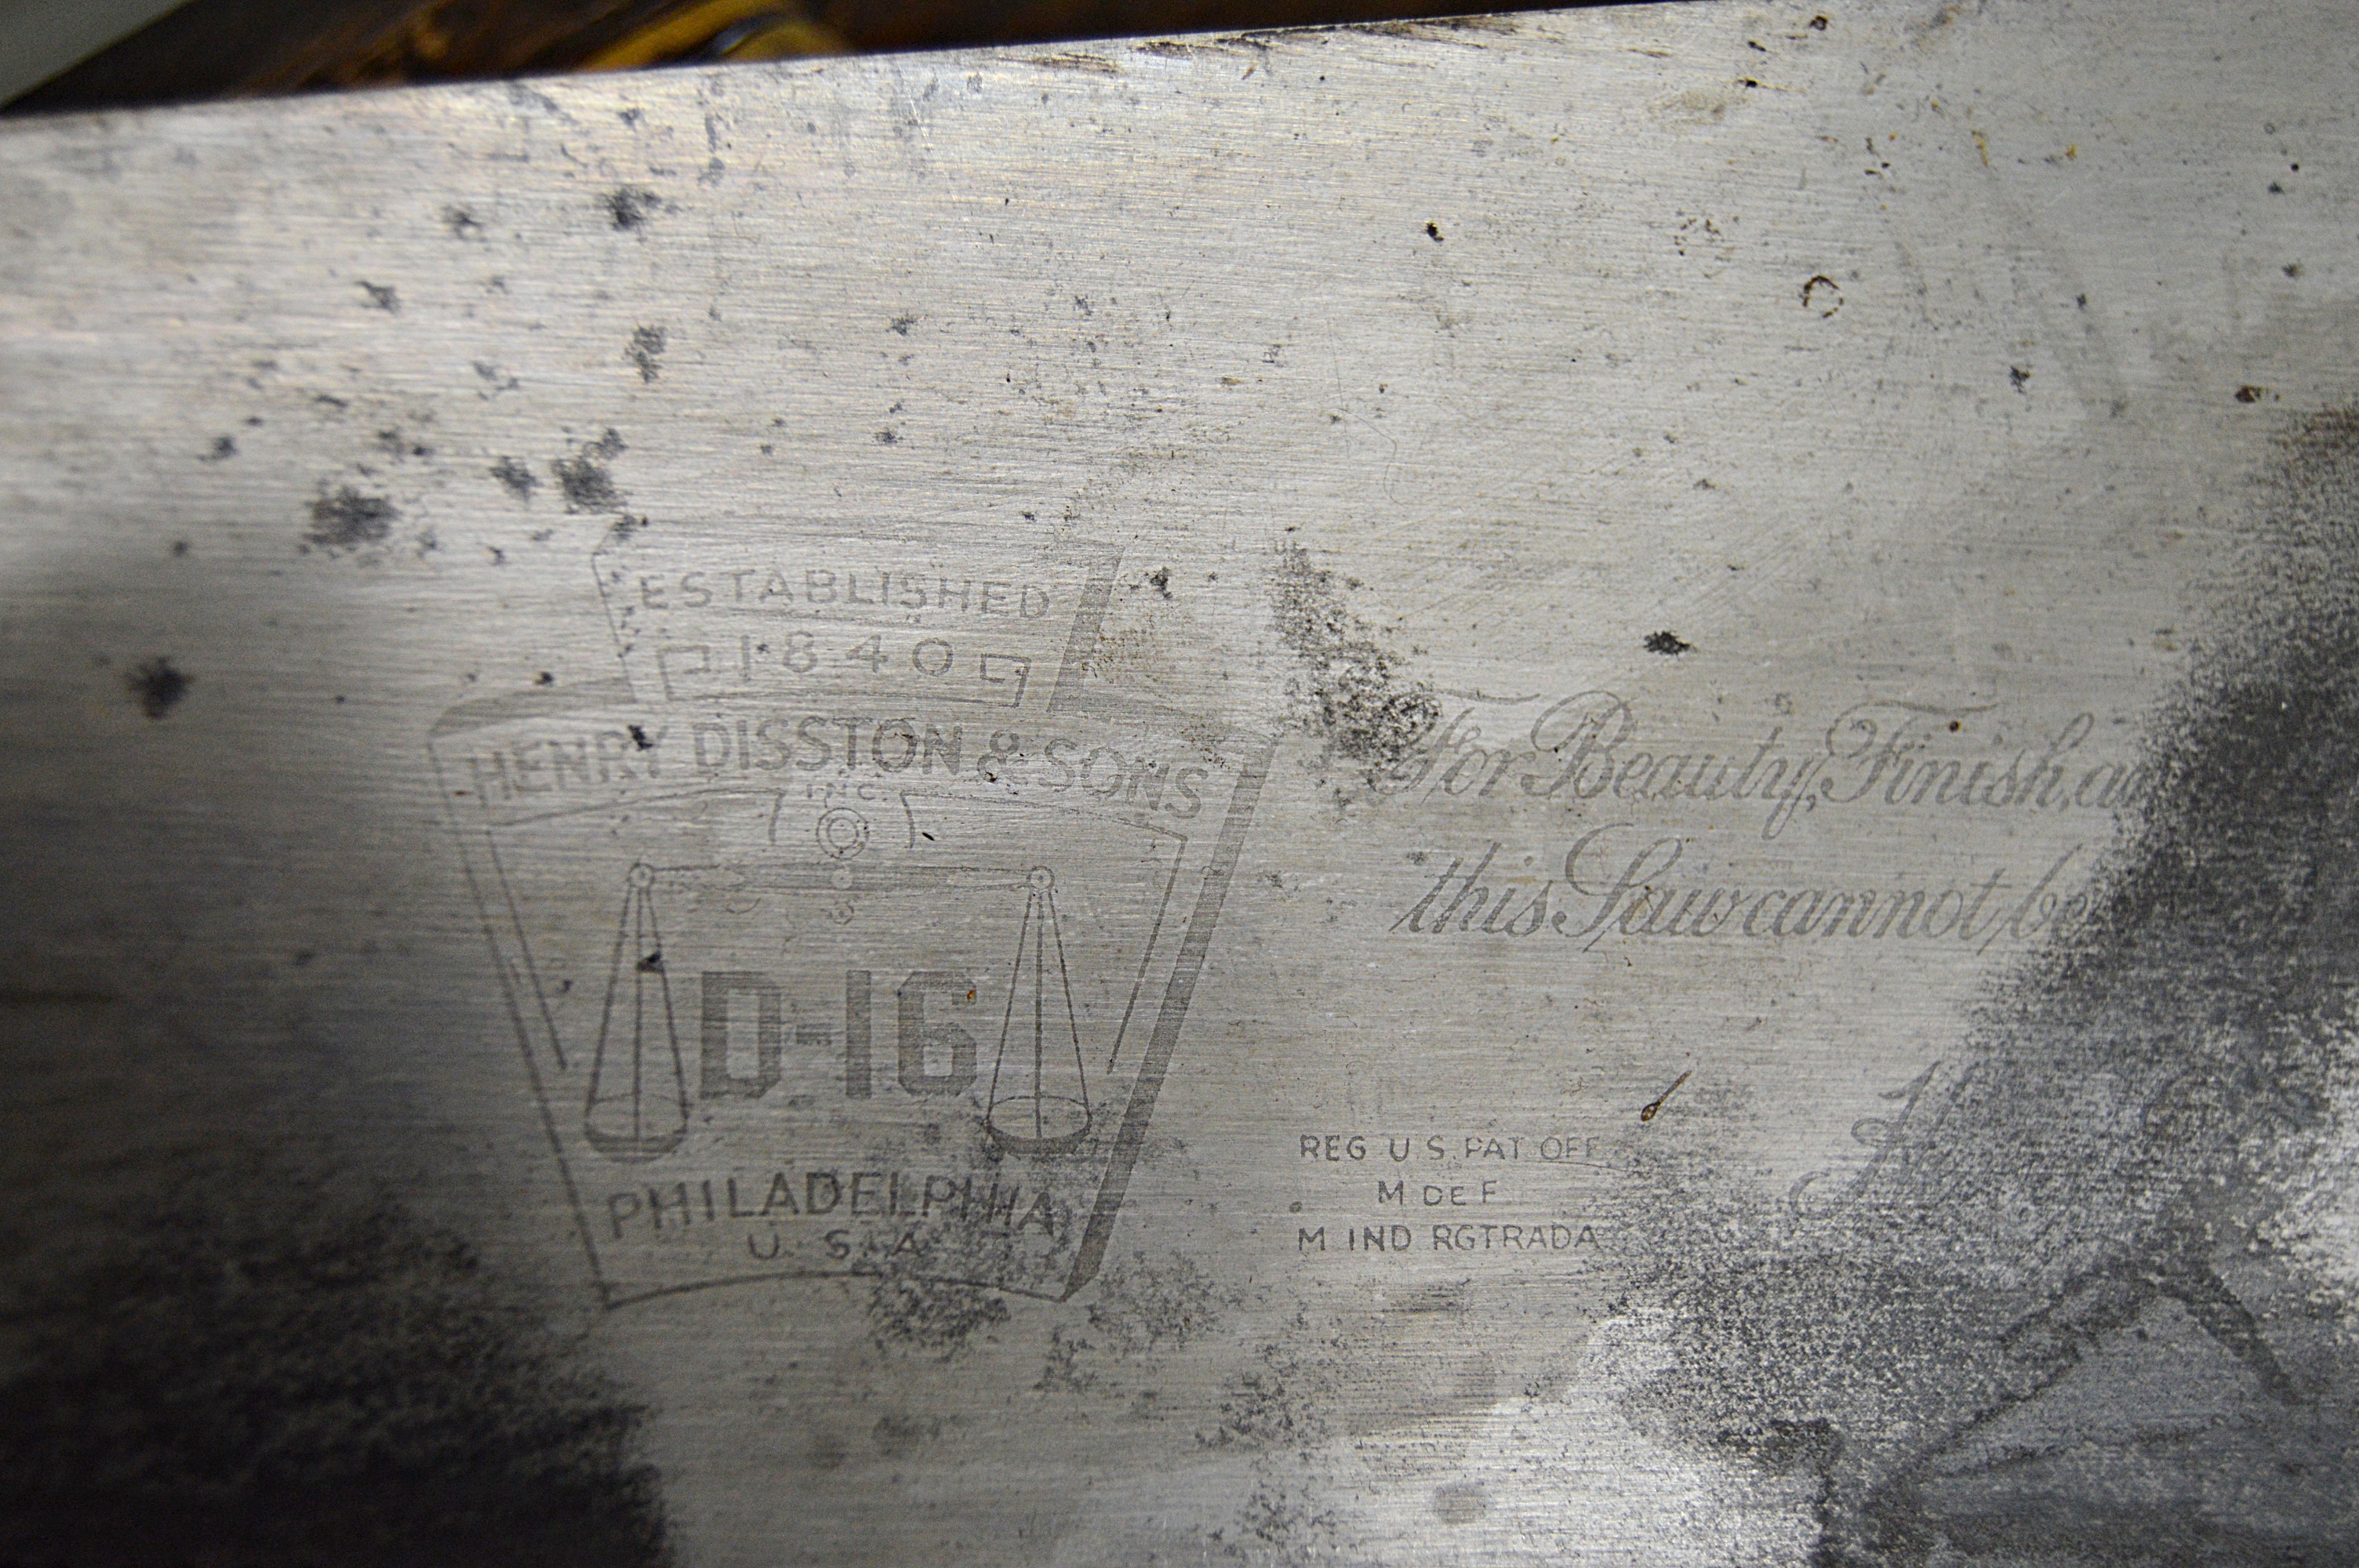 ESTABLISHED
1840
HENRY DISSTON & SONS
INC.
D-16
PHILADELPHIA
U. S. A.
For Beauty, Finish, an
this Saw cannot be
REG U S. PAT OFF
M DE F
M IND RGTRADA